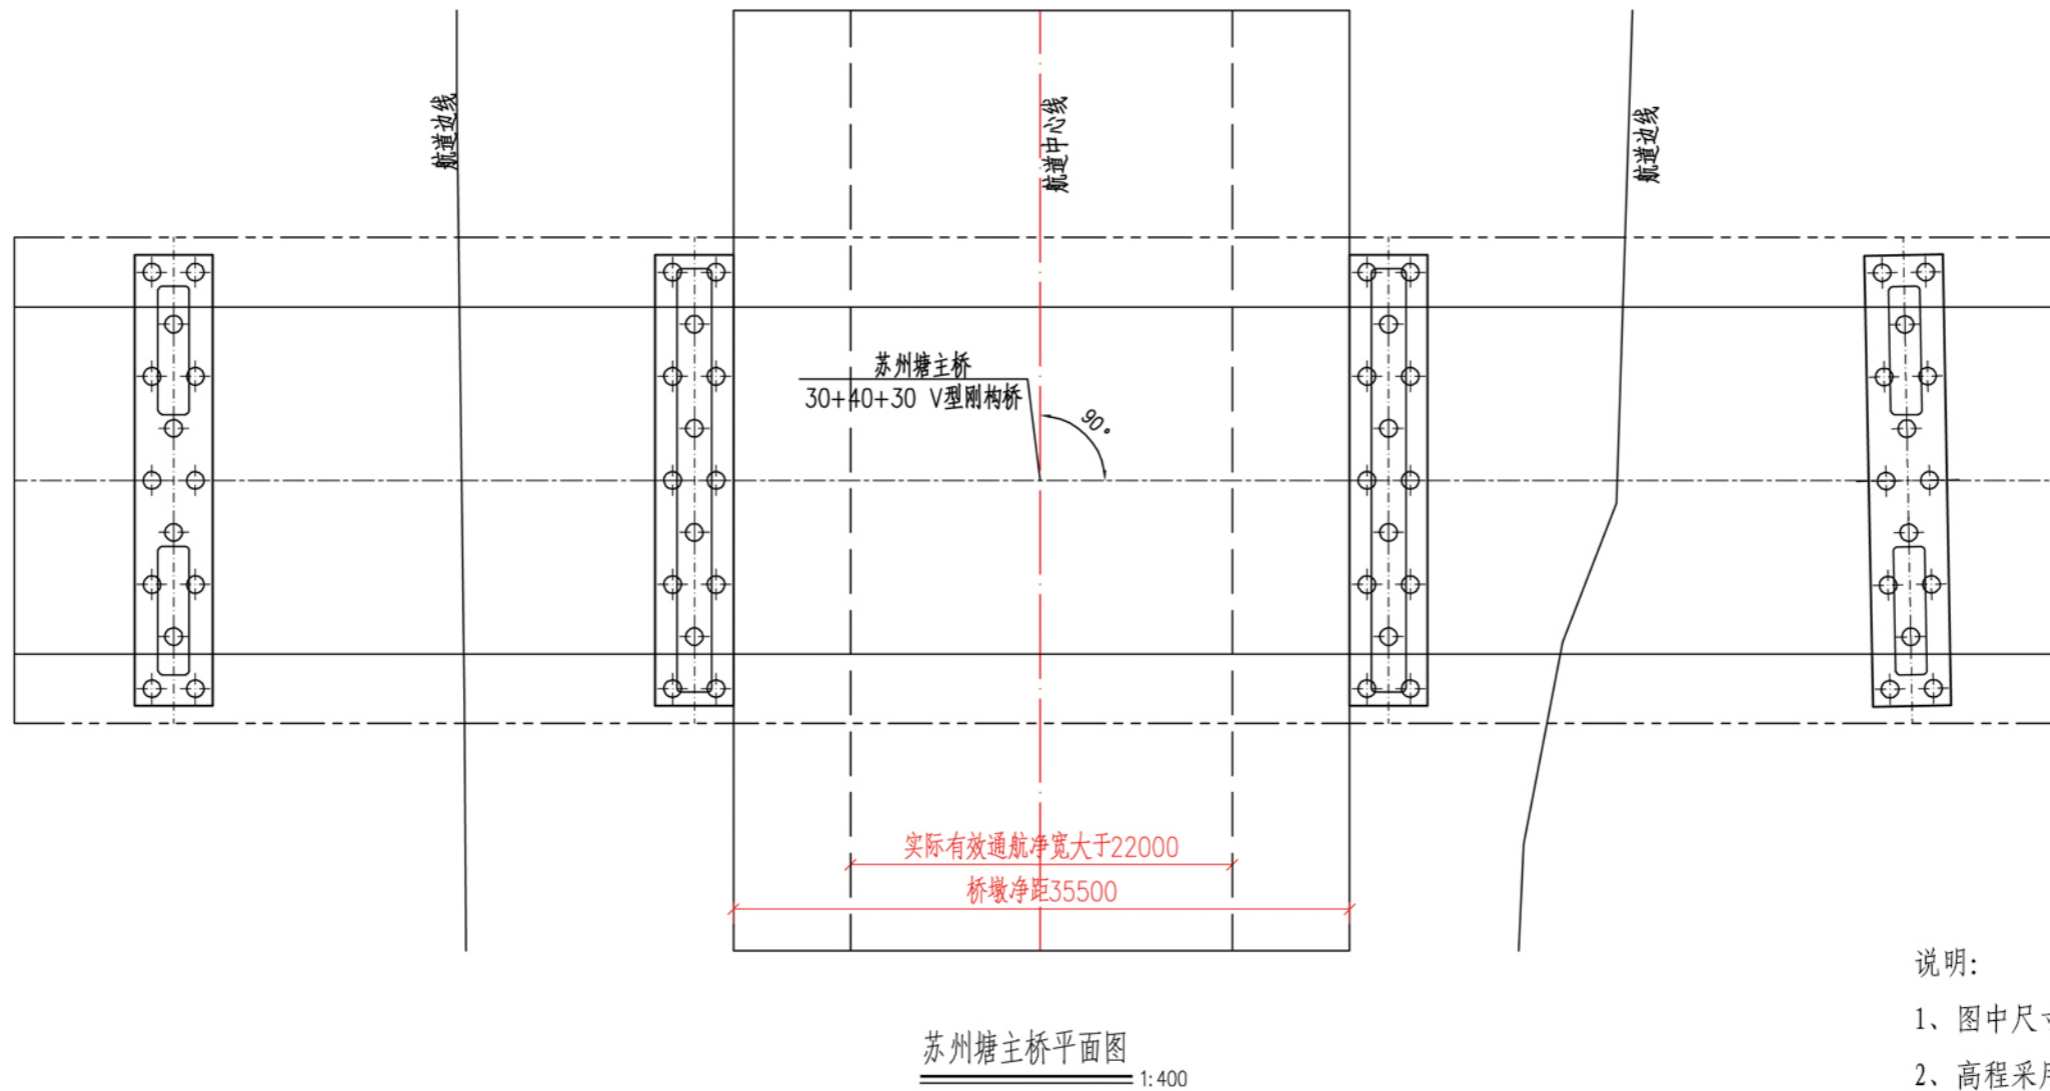 航道边线
航道中心线
航道边线
苏州塘主桥
30+40+30 V型刚构桥
90°
实际有效通航净宽大于22000
桥墩净距35500
说明:
1、图中尺
2、高程采
苏州塘主桥平面图
1:400